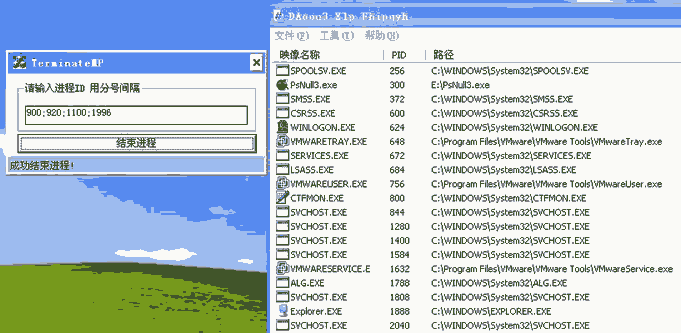 TerminateMP
请输入进程ID 用分号间隔
900;920;1100;1996
结束进程
成功结束进程!
文件(F) 工具(T) 帮助(H)
映像名称 PID 路径
SPOOLSV.EXE 256 C:\WINDOWS\System32\SPOOLSV.EXE
PsNull3.exe 300 E:\PsNull3.exe
SMSS.EXE 372 C:\WINDOWS\System32\SMSS.EXE
CSRSS.EXE 600 C:\WINDOWS\System32\CSRSS.EXE
WINLOGON.EXE 624 C:\WINDOWS\System32\WINLOGON.EXE
VMWARETRAY.EXE 648 C:\Program Files\VMware\VMware Tools\VMwareTray.exe
SERVICES.EXE 672 C:\WINDOWS\System32\SERVICES.EXE
LSASS.EXE 684 C:\WINDOWS\System32\LSASS.EXE
VMWAREUSER.EXE 756 C:\Program Files\VMware\VMware Tools\VMwareUser.exe
CTFMON.EXE 800 C:\WINDOWS\System32\CTFMON.EXE
SVCHOST.EXE 844 C:\WINDOWS\System32\SVCHOST.EXE
SVCHOST.EXE 1280 C:\WINDOWS\System32\SVCHOST.EXE
SVCHOST.EXE 1400 C:\WINDOWS\System32\SVCHOST.EXE
SVCHOST.EXE 1584 C:\WINDOWS\System32\SVCHOST.EXE
VMWARESERVICE.E 1632 C:\Program Files\VMware\VMware Tools\VMwareService.exe
ALG.EXE 1788 C:\WINDOWS\System32\ALG.EXE
SVCHOST.EXE 1808 C:\WINDOWS\System32\SVCHOST.EXE
Explorer.EXE 1888 C:\WINDOWS\EXPLORER.EXE
SVCHOST.EXE 2040 C:\WINDOWS\System32\SVCHOST.EXE